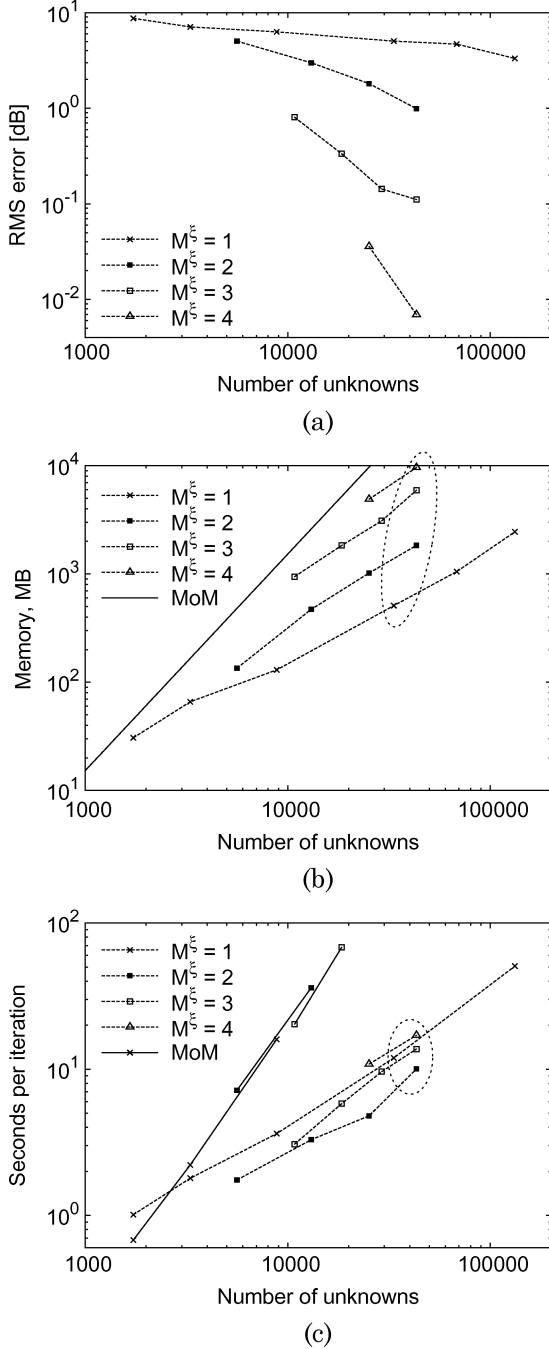 10^1
10^0
10^-1
10^-2
RMS error [dB]
M^ξ = 1
M^ξ = 2
M^ξ = 3
M^ξ = 4
1000 10000 100000
Number of unknowns
(a)
10^4
10^3
10^2
10^1
Memory, MB
M^ξ = 1
M^ξ = 2
M^ξ = 3
M^ξ = 4
MoM
1000 10000 100000
Number of unknowns
(b)
10^2
10^1
10^0
Seconds per iteration
M^ξ = 1
M^ξ = 2
M^ξ = 3
M^ξ = 4
MoM
1000 10000 100000
Number of unknowns
(c)